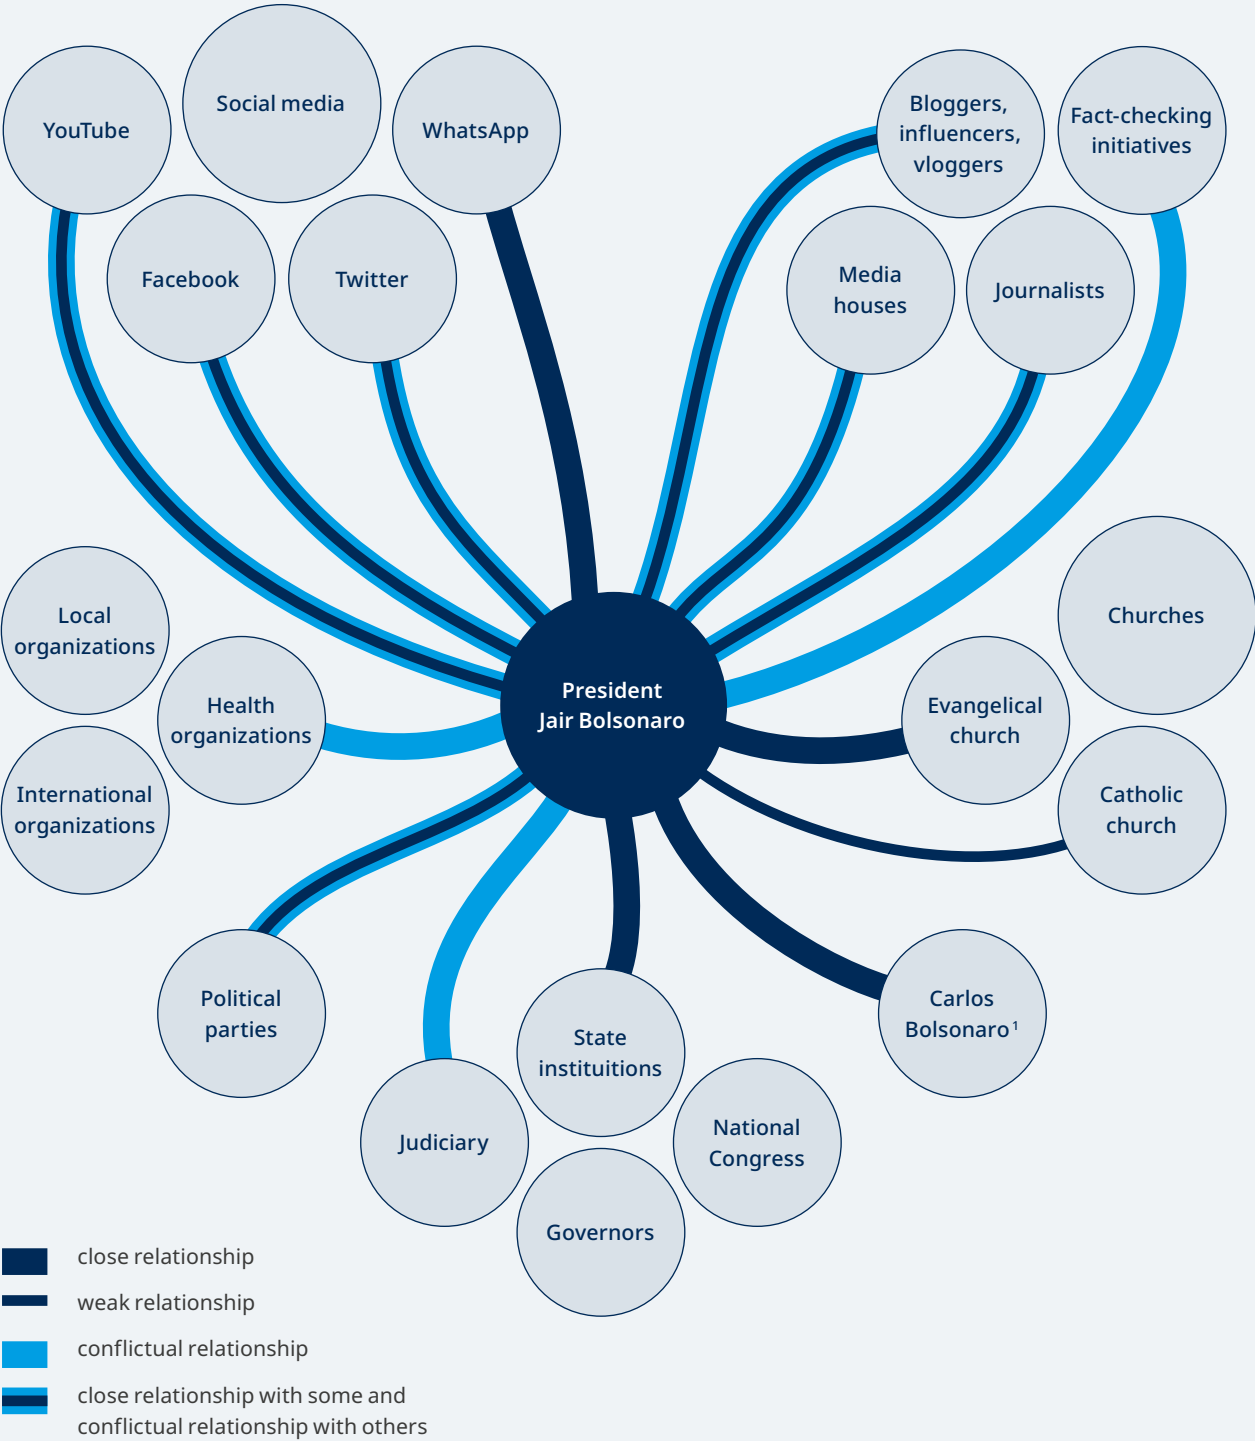 YouTube
Social media
WhatsApp
Facebook
Twitter
Bloggers,
influencers,
vloggers
Fact-checking
initiatives
Media
houses
Journalists
Local
organizations
Health
organizations
International
organizations
President
Jair Bolsonaro
Churches
Evangelical
church
Catholic
church
Political
parties
Judiciary
State
instituitions
Governors
National
Congress
Carlos
Bolsonaro¹
close relationship
weak relationship
conflictual relationship
close relationship with some and
conflictual relationship with others